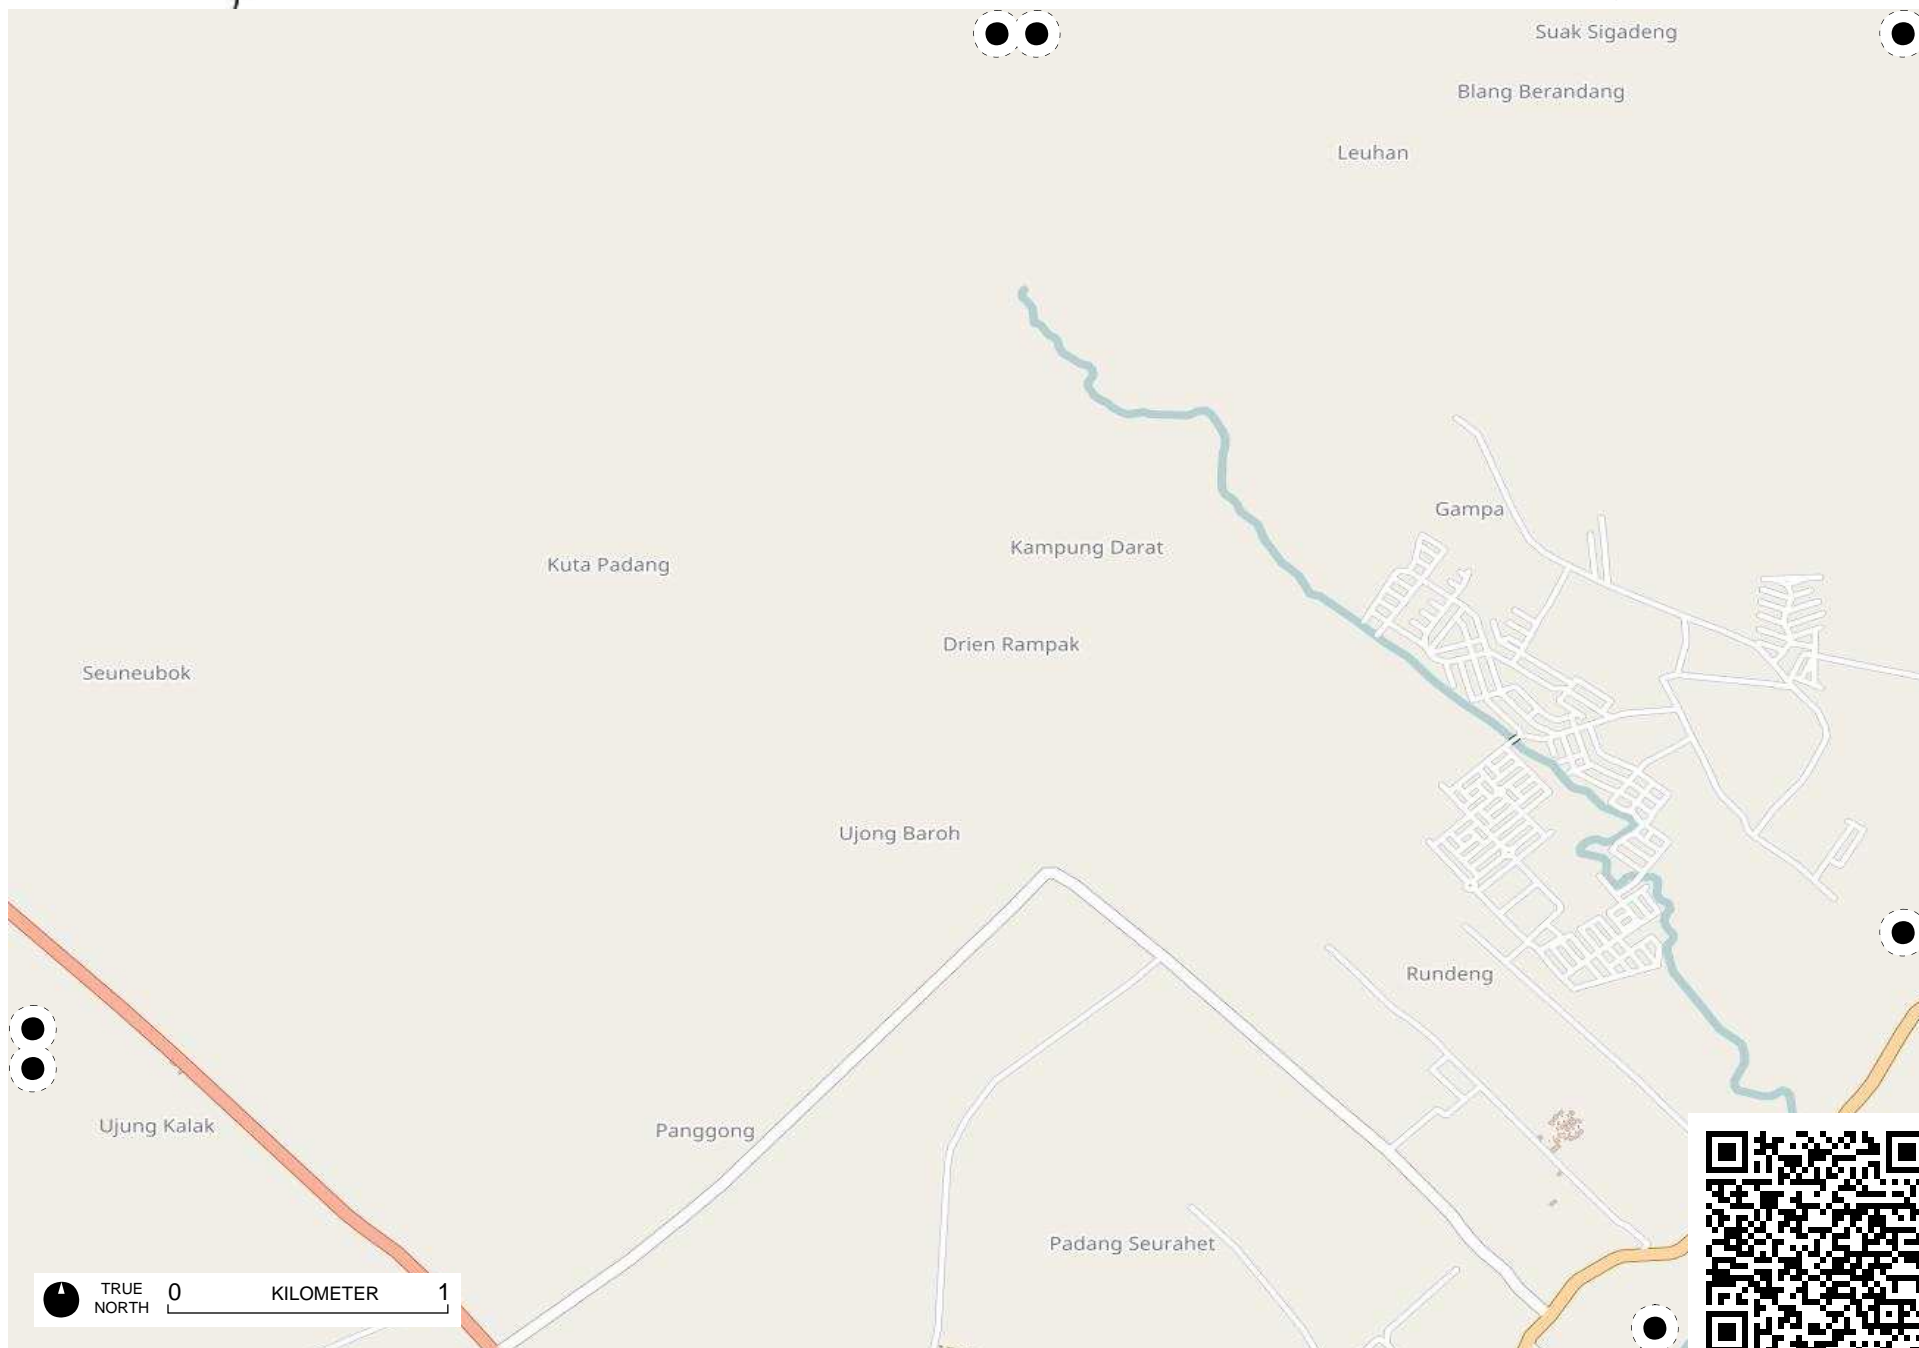 Suak Sigadeng
Blang Berandang
Leuhan
Gampa
Kampung Darat
Kuta Padang
Drien Rampak
Seuneubok
Ujong Baroh
Rundeng
Ujung Kalak
Panggong
Padang Seurahet
TRUE
NORTH
0 KILOMETER 1